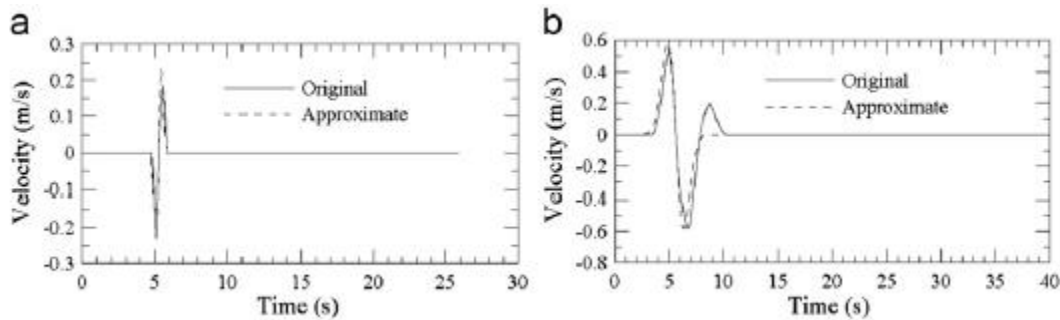 a
0.3
0.2
0.1
0
-0.1
-0.2
-0.3
Velocity (m/s)
Original
Approximate
0 5 10 15 20 25 30
Time (s)
b
0.6
0.4
0.2
0
-0.2
-0.4
-0.6
-0.8
Velocity (m/s)
Original
Approximate
0 5 10 15 20 25 30 35 40
Time (s)